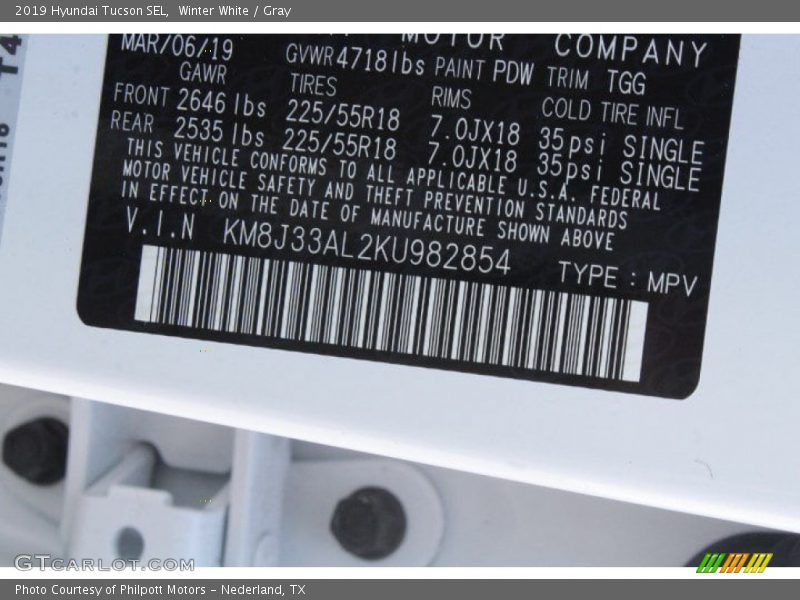 2019 Hyundai Tucson SEL,  Winter White / Gray
MOTOR COMPANY
MAR/06/19 GVWR 4718lbs PAINT PDW TRIM TGG
GAWR TIRES RIMS COLD TIRE INFL
FRONT 2646 lbs 225/55R18 7.0JX18 35psi SINGLE
REAR 2535 lbs 225/55R18 7.0JX18 35psi SINGLE
THIS VEHICLE CONFORMS TO ALL APPLICABLE U.S.A. FEDERAL
MOTOR VEHICLE SAFETY AND THEFT PREVENTION STANDARDS
IN EFFECT ON THE DATE OF MANUFACTURE SHOWN ABOVE
V.I.N KM8J33AL2KU982854 TYPE : MPV
GTcarlot.com
Photo Courtesy of Philpott Motors - Nederland, TX